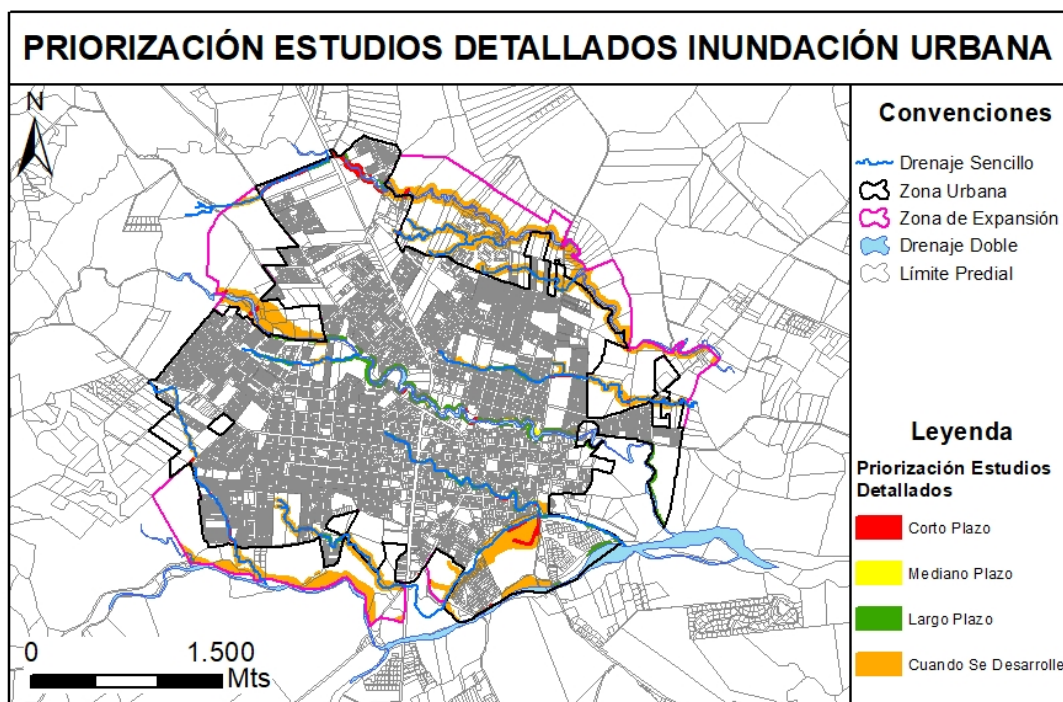 PRIORIZACIÓN ESTUDIOS DETALLADOS INUNDACIÓN URBANA
N
Convenciones
Drenaje Sencillo
Zona Urbana
Zona de Expansión
Drenaje Doble
Límite Predial
Leyenda
Priorización Estudios
Detallados
Corto Plazo
Mediano Plazo
Largo Plazo
Cuando Se Desarrolle
0 1.500
Mts